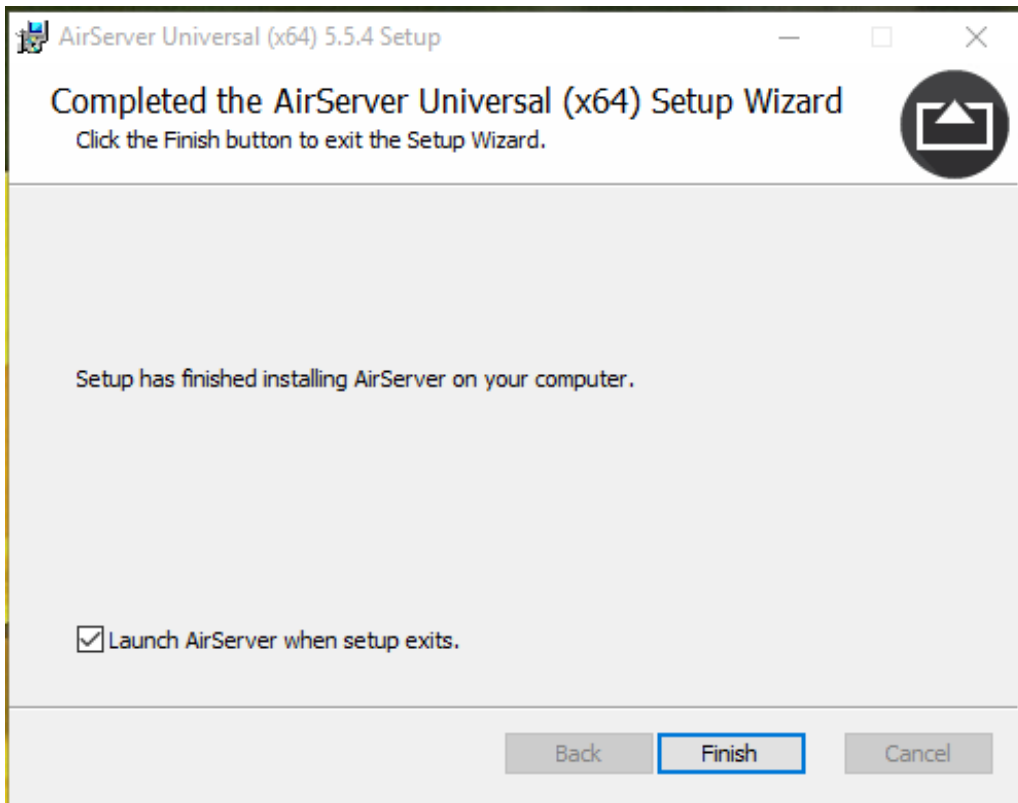 AirServer Universal (x64) 5.5.4 Setup
Completed the AirServer Universal (x64) Setup Wizard
Click the Finish button to exit the Setup Wizard.
Setup has finished installing AirServer on your computer.
Launch AirServer when setup exits.
Back Finish Cancel